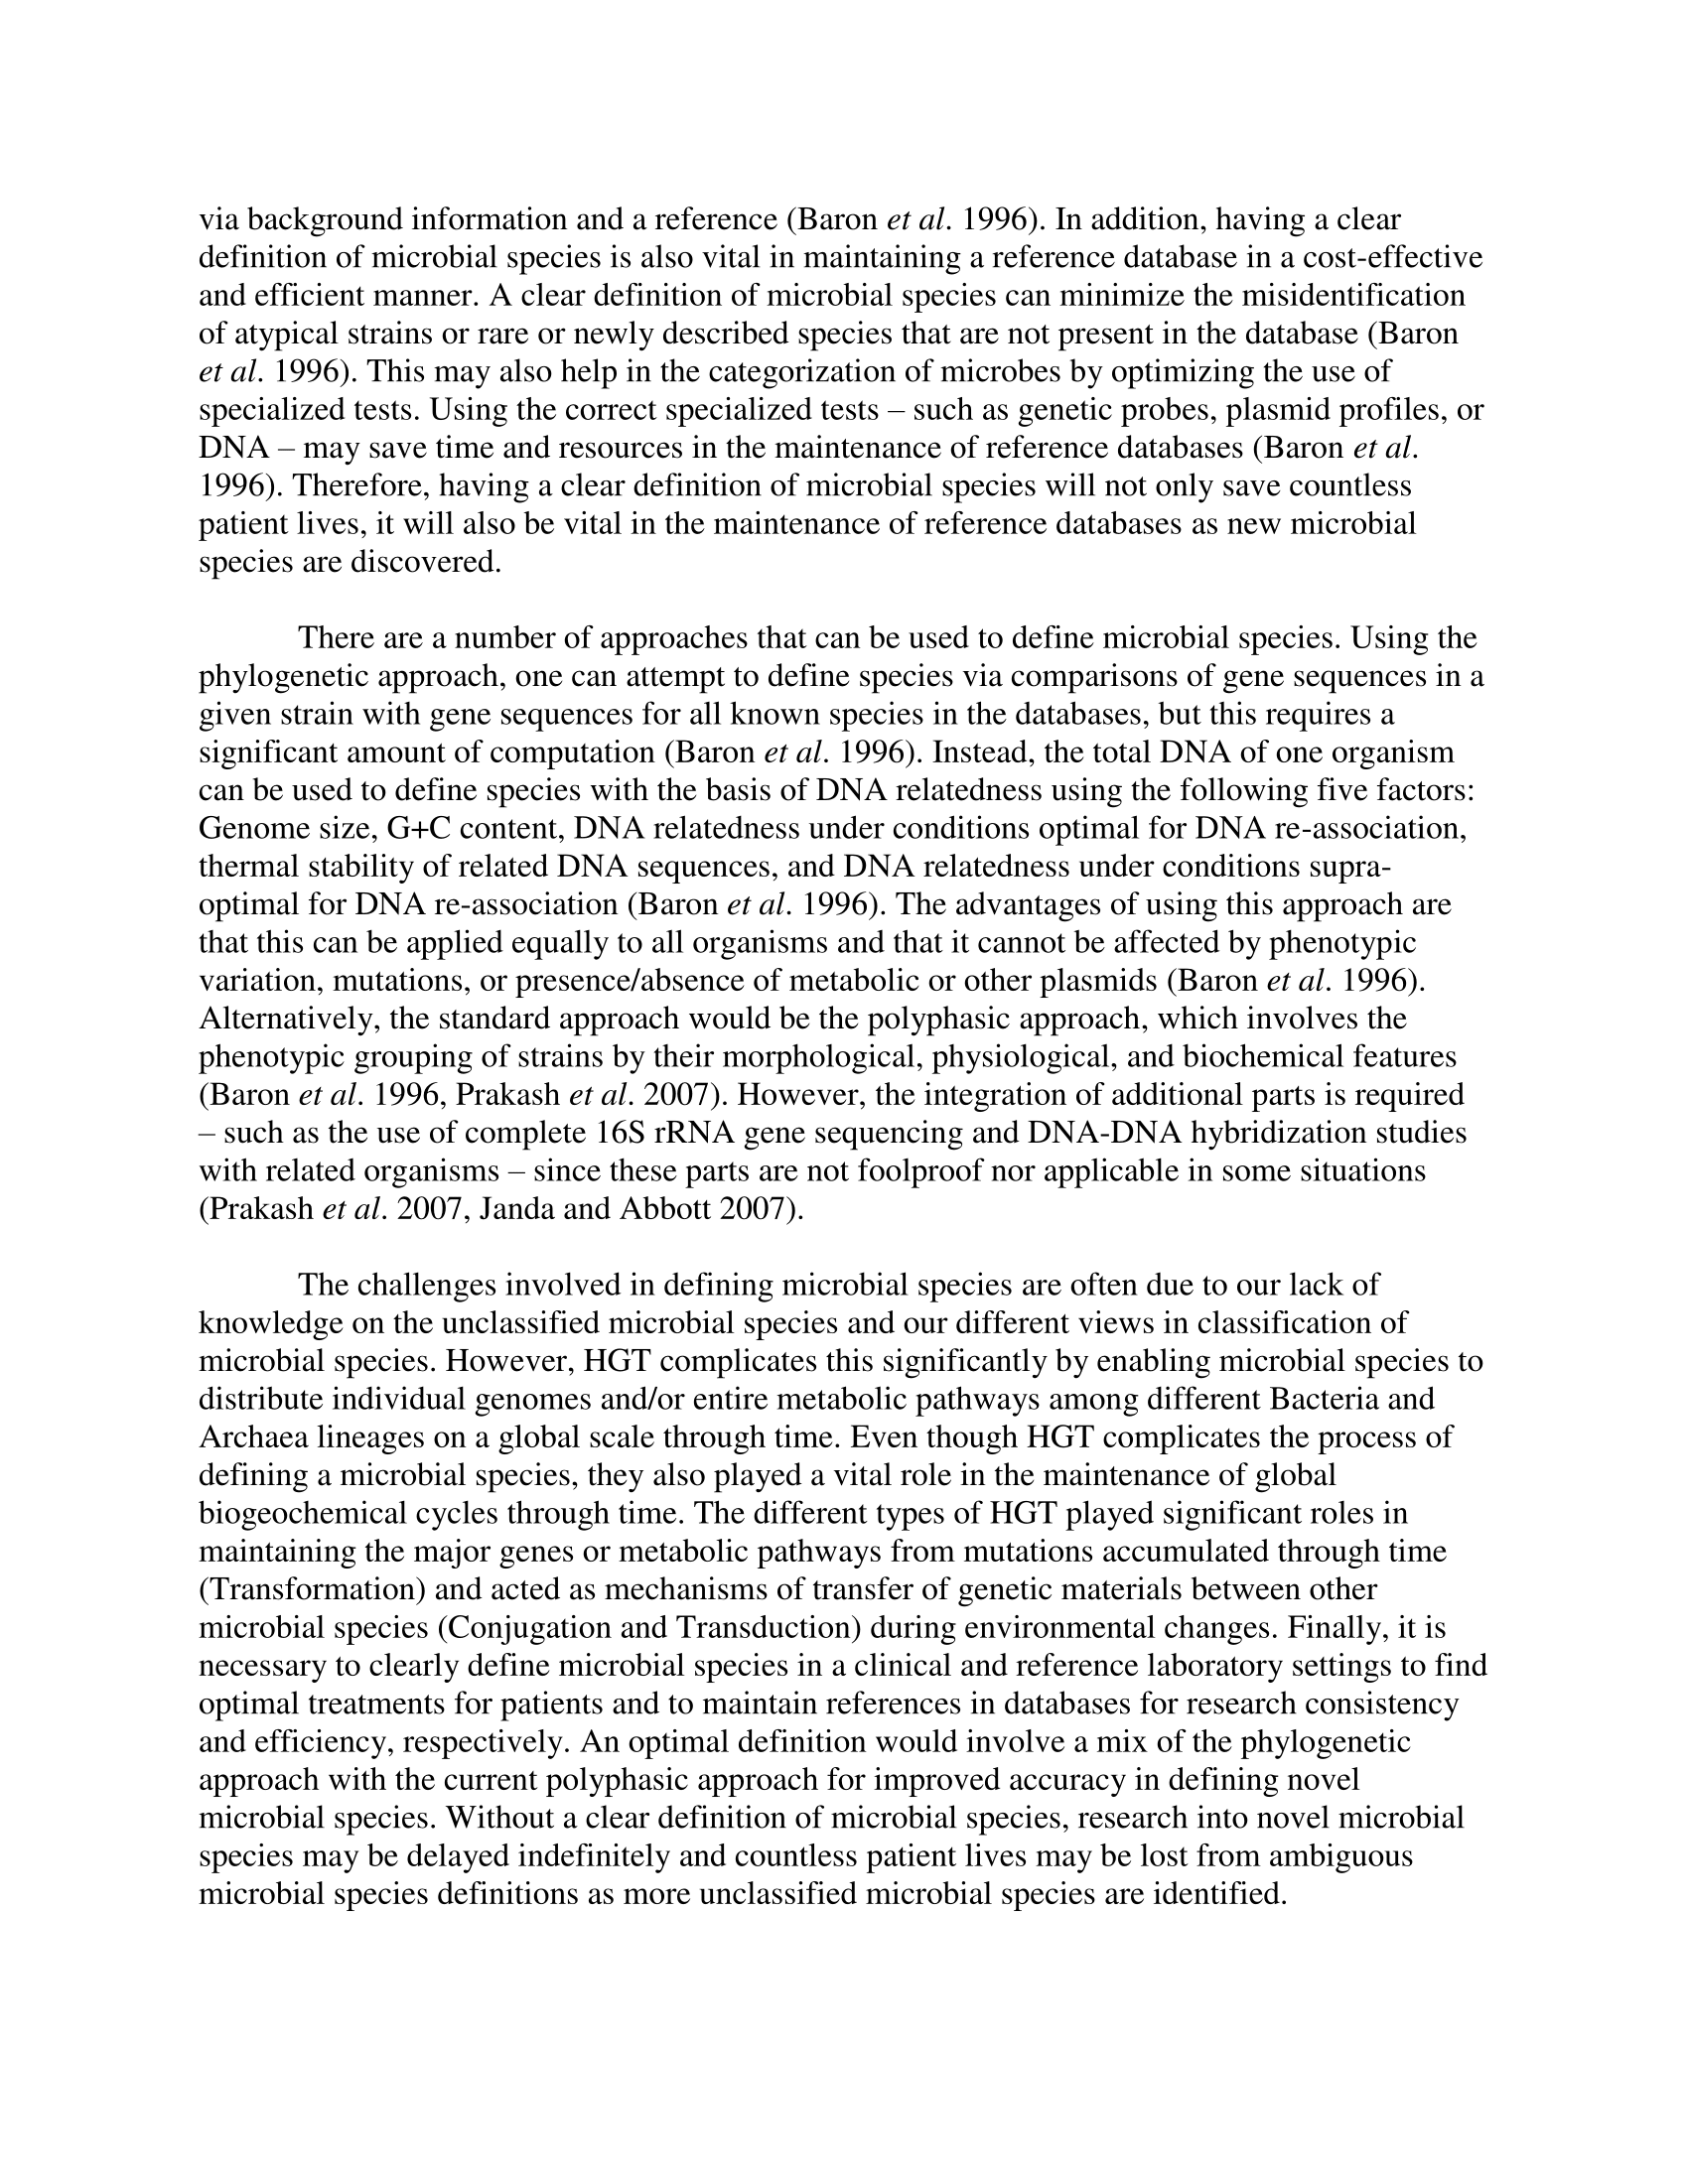 via background information and a reference (Baron et al. 1996). In addition, having a clear
definition of microbial species is also vital in maintaining a reference database in a cost-effective
and efficient manner. A clear definition of microbial species can minimize the misidentification
of atypical strains or rare or newly described species that are not present in the database (Baron
et al. 1996). This may also help in the categorization of microbes by optimizing the use of
specialized tests. Using the correct specialized tests – such as genetic probes, plasmid profiles, or
DNA – may save time and resources in the maintenance of reference databases (Baron et al.
1996). Therefore, having a clear definition of microbial species will not only save countless
patient lives, it will also be vital in the maintenance of reference databases as new microbial
species are discovered.
There are a number of approaches that can be used to define microbial species. Using the
phylogenetic approach, one can attempt to define species via comparisons of gene sequences in a
given strain with gene sequences for all known species in the databases, but this requires a
significant amount of computation (Baron et al. 1996). Instead, the total DNA of one organism
can be used to define species with the basis of DNA relatedness using the following five factors:
Genome size, G+C content, DNA relatedness under conditions optimal for DNA re-association,
thermal stability of related DNA sequences, and DNA relatedness under conditions supra-
optimal for DNA re-association (Baron et al. 1996). The advantages of using this approach are
that this can be applied equally to all organisms and that it cannot be affected by phenotypic
variation, mutations, or presence/absence of metabolic or other plasmids (Baron et al. 1996).
Alternatively, the standard approach would be the polyphasic approach, which involves the
phenotypic grouping of strains by their morphological, physiological, and biochemical features
(Baron et al. 1996, Prakash et al. 2007). However, the integration of additional parts is required
– such as the use of complete 16S rRNA gene sequencing and DNA-DNA hybridization studies
with related organisms – since these parts are not foolproof nor applicable in some situations
(Prakash et al. 2007, Janda and Abbott 2007).
The challenges involved in defining microbial species are often due to our lack of
knowledge on the unclassified microbial species and our different views in classification of
microbial species. However, HGT complicates this significantly by enabling microbial species to
distribute individual genomes and/or entire metabolic pathways among different Bacteria and
Archaea lineages on a global scale through time. Even though HGT complicates the process of
defining a microbial species, they also played a vital role in the maintenance of global
biogeochemical cycles through time. The different types of HGT played significant roles in
maintaining the major genes or metabolic pathways from mutations accumulated through time
(Transformation) and acted as mechanisms of transfer of genetic materials between other
microbial species (Conjugation and Transduction) during environmental changes. Finally, it is
necessary to clearly define microbial species in a clinical and reference laboratory settings to find
optimal treatments for patients and to maintain references in databases for research consistency
and efficiency, respectively. An optimal definition would involve a mix of the phylogenetic
approach with the current polyphasic approach for improved accuracy in defining novel
microbial species. Without a clear definition of microbial species, research into novel microbial
species may be delayed indefinitely and countless patient lives may be lost from ambiguous
microbial species definitions as more unclassified microbial species are identified.